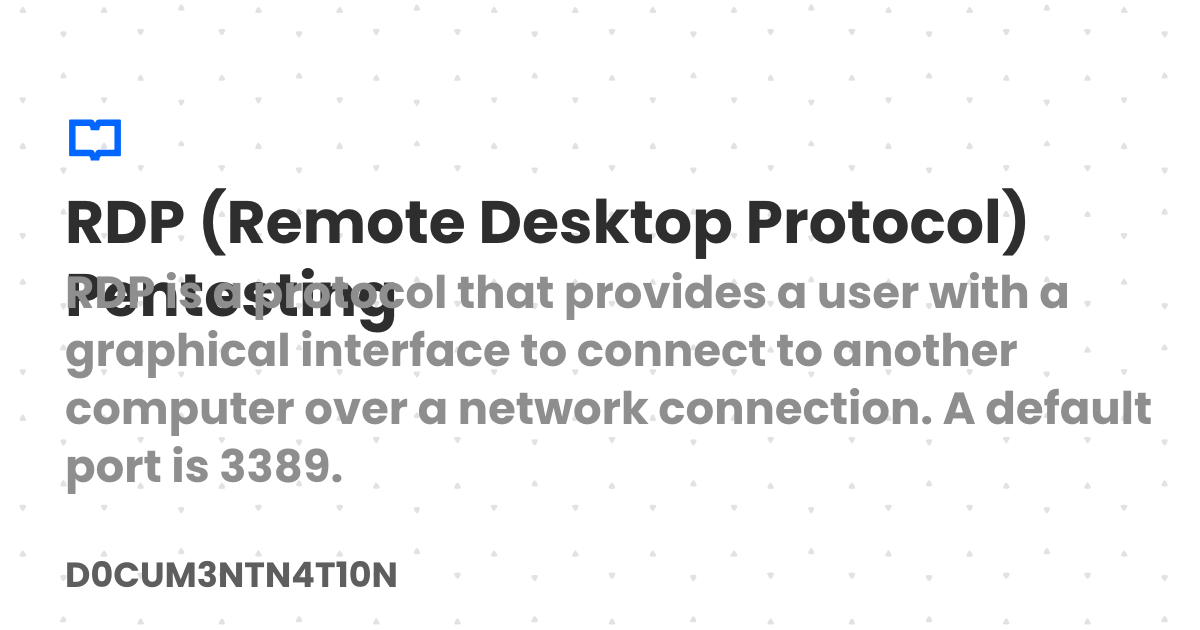 RDP (Remote Desktop Protocol)
Pentesting
RDP is a protocol that provides a user with a
graphical interface to connect to another
computer over a network connection. A default
port is 3389.
D0CUM3NTN4T10N